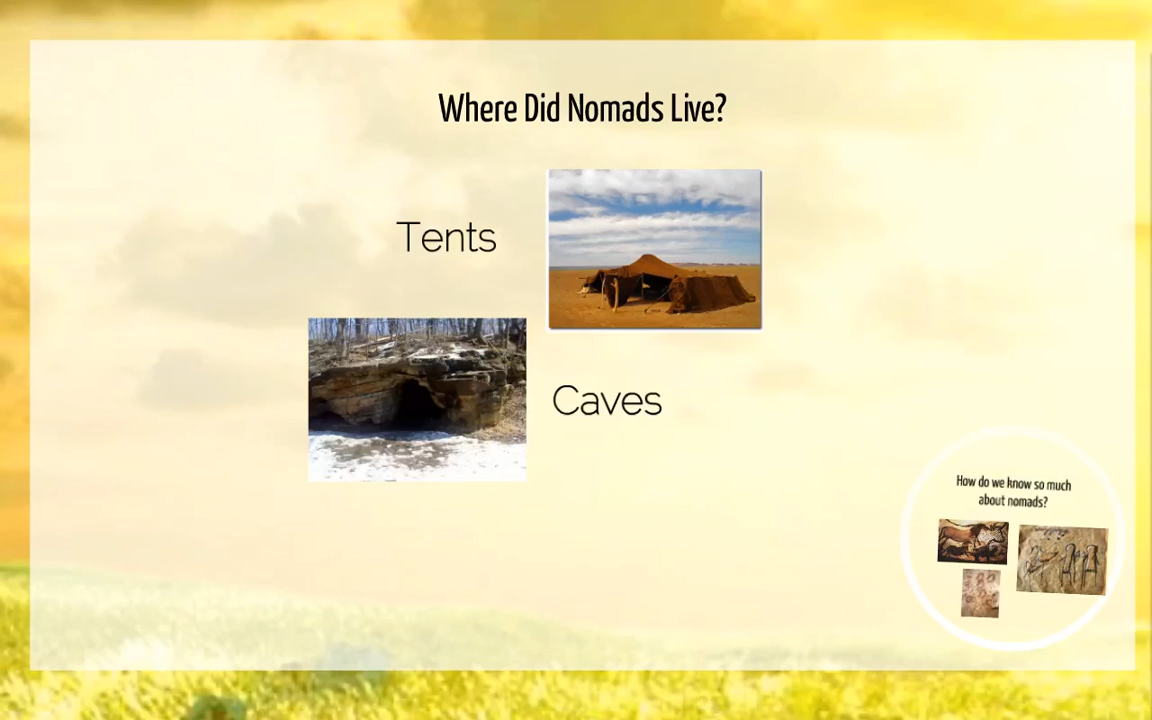 Where Did Nomads Live?
Tents
Caves
How do we know so much
about nomads?